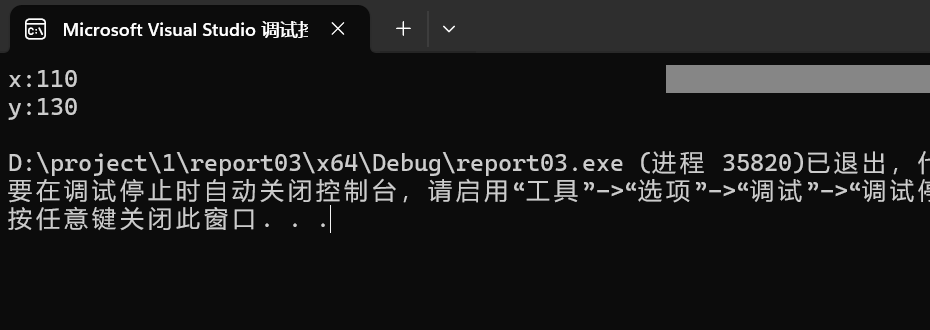 Microsoft Visual Studio 调试控
x:110
y:130
D:\project\1\report03\x64\Debug\report03.exe (进程 35820)已退出，
要在调试停止时自动关闭控制台，请启用“工具”->“选项”->“调试”->“调试停
按任意键关闭此窗口. . .